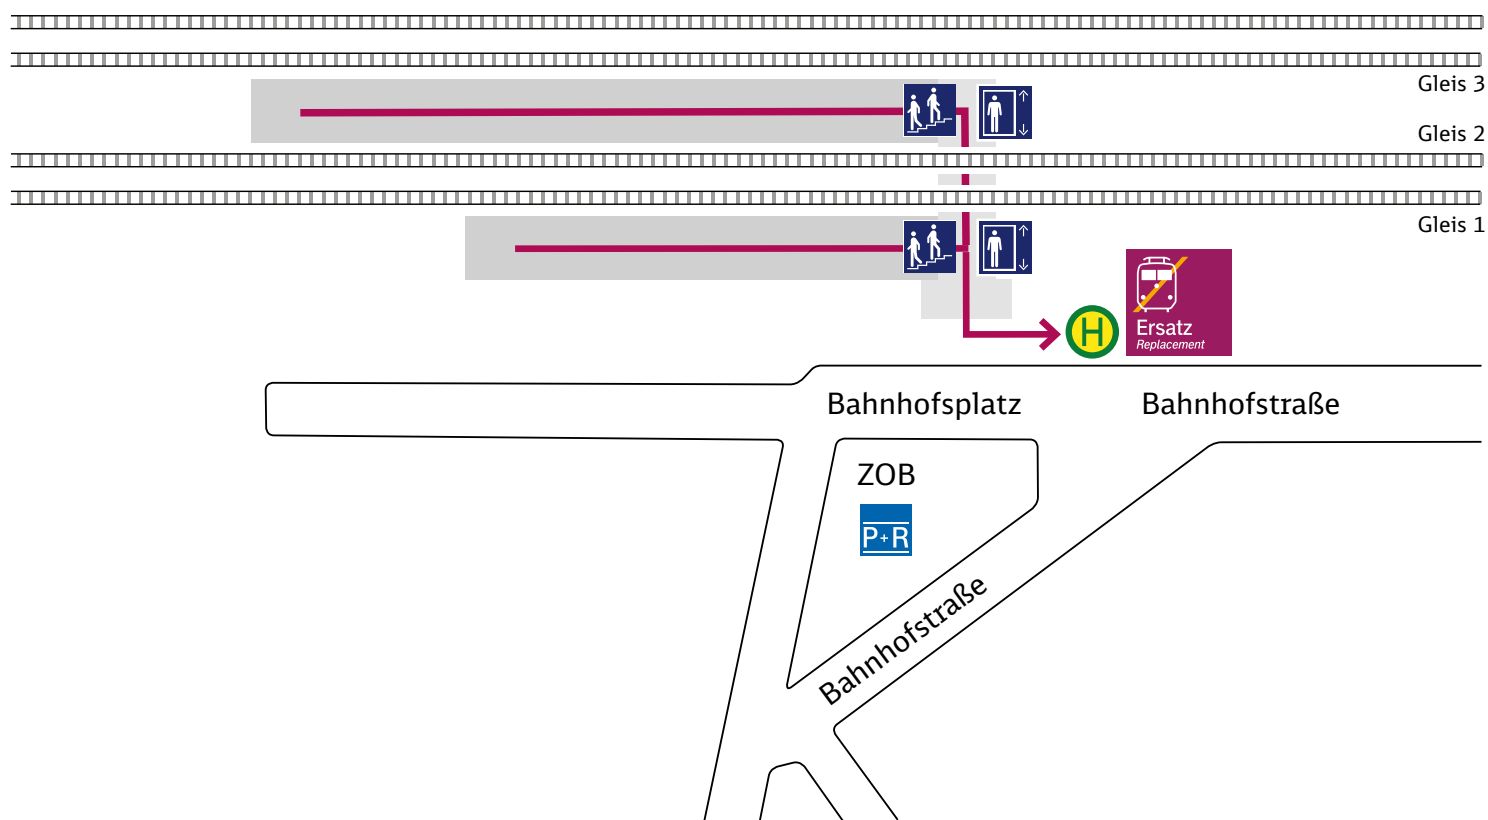 Gleis 3
Gleis 2
Gleis 1
H
Ersatz
Replacement
Bahnhofsplatz
Bahnhofstraße
ZOB
P+R
Bahnhofstraße